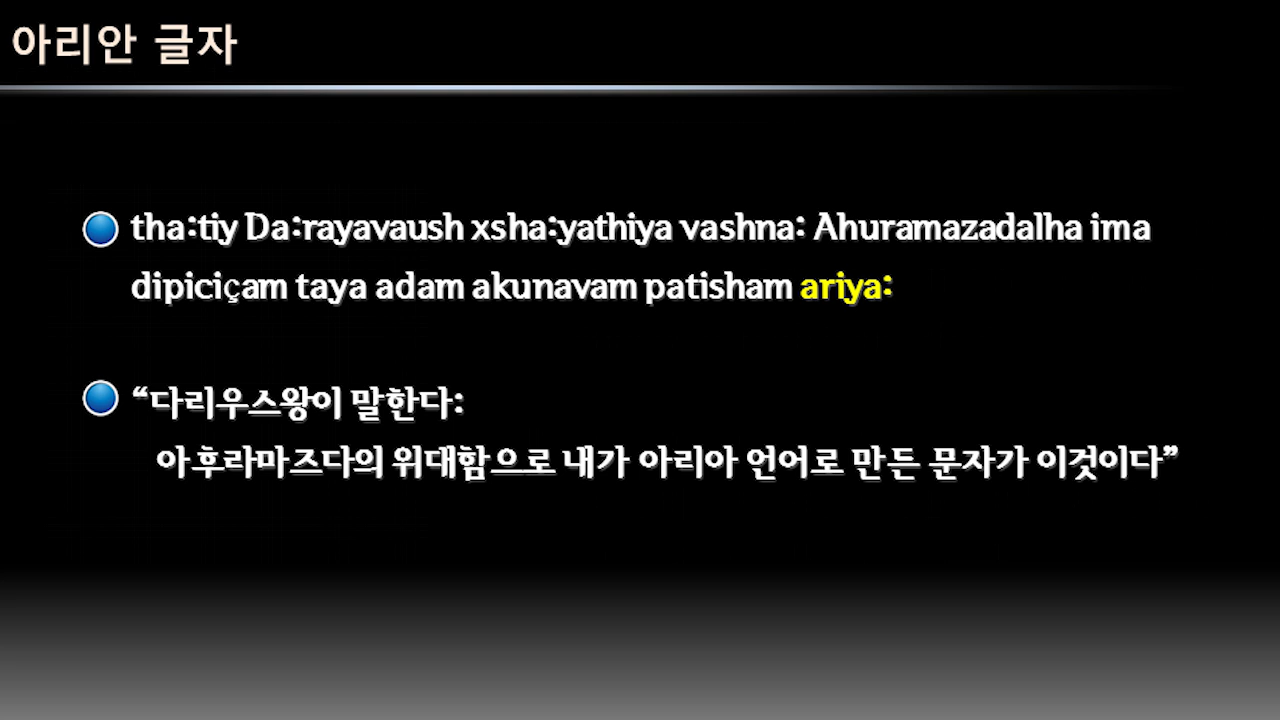 아리안 글자
tha:tiy Da:rayavaush xsha:yathiya vashna: Ahuramazadalha ima
dipiciçam taya adam akunavam patisham ariya:
“다리우스왕이 말한다:
아후라마즈다의 위대함으로 내가 아리아 언어로 만든 문자가 이것이다”